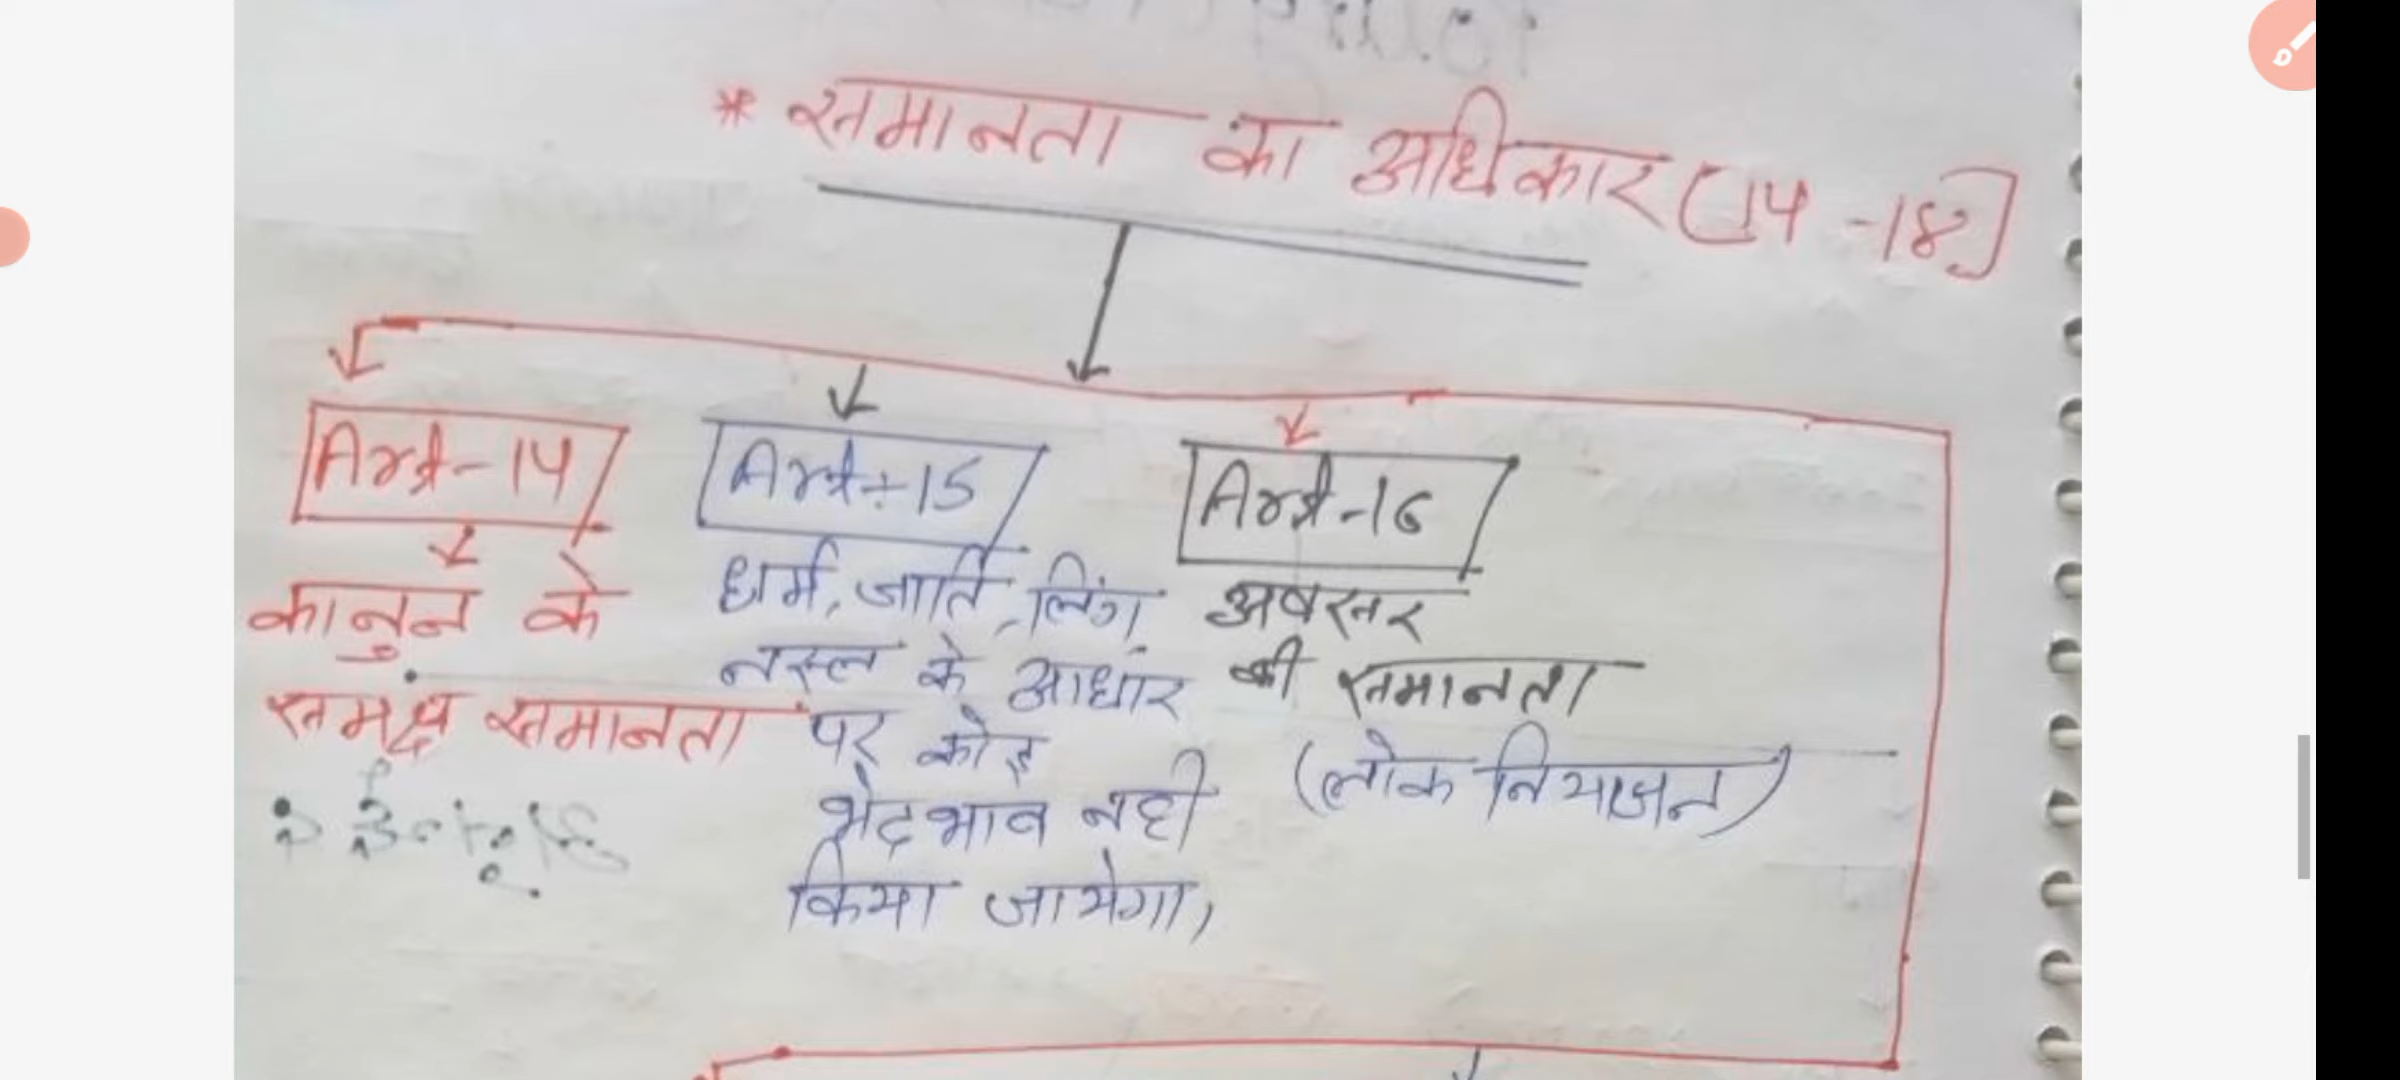 * समानता का अधिकार [14 -18]
Art-14
कानुन के
समक्ष समानता
Art-15
धर्म, जाति, लिंग,
नस्ल के आधार
पर कोइ
भेदभाव नही
किया जायेगा,
Art-16
अवसर
की समानता
(लोक नियोजन)